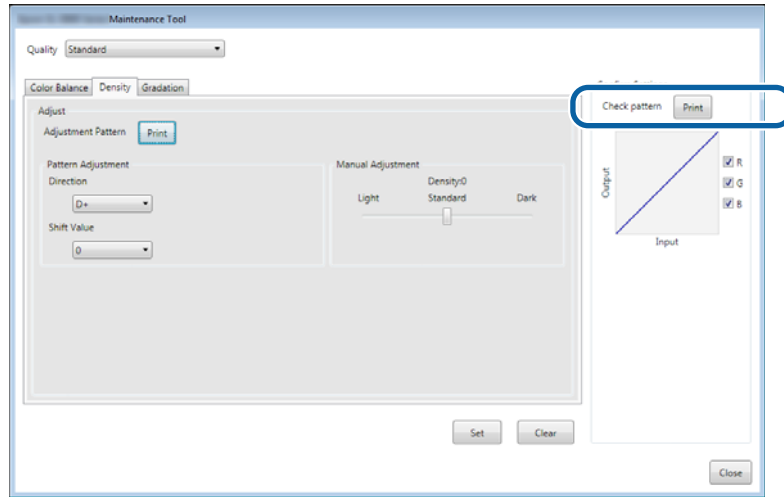 Maintenance Tool
Quality Standard
Color Balance Density Gradation
Adjust
Adjustment Pattern Print
Pattern Adjustment
Direction
D+
Shift Value
0
Manual Adjustment
Density:0
Light Standard Dark
Check pattern Print
Output
R
G
B
Input
Set Clear
Close